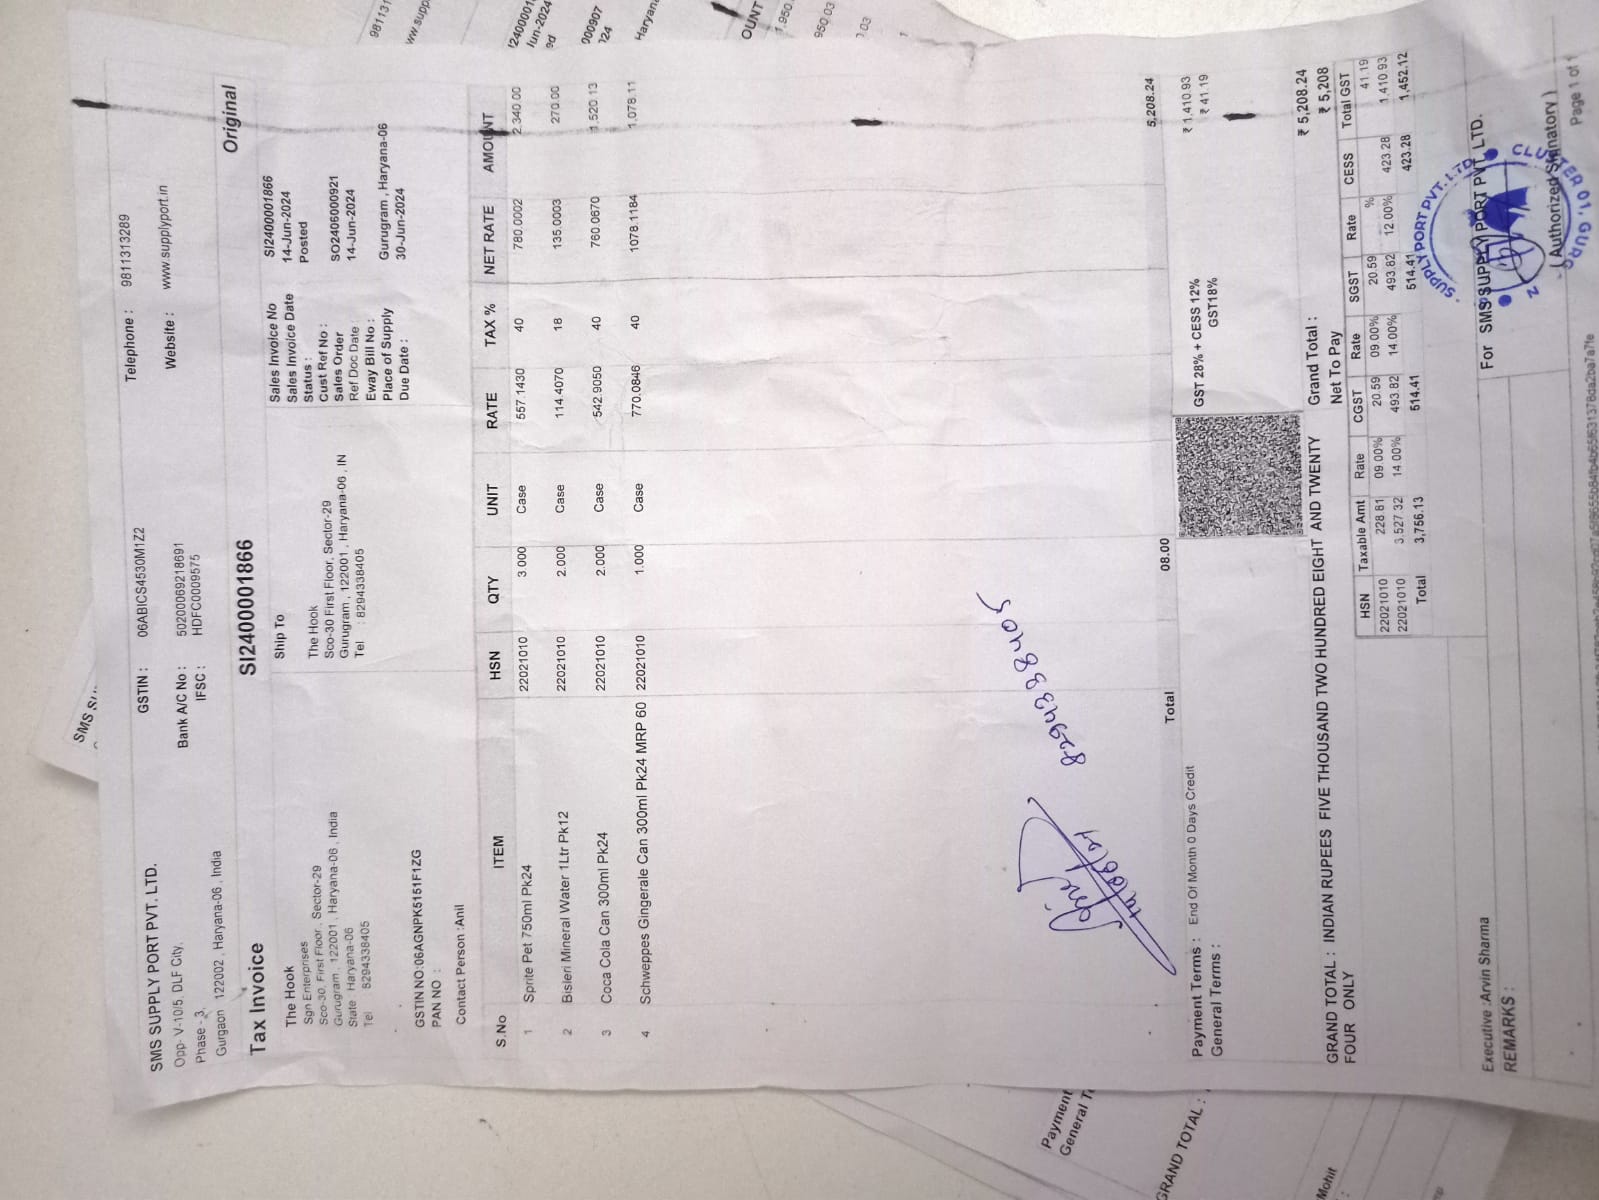 SMS SUPPLY PORT PVT. LTD.
Opp- V-10/5, DLF City,
Phase - 3,
Gurgaon 122002 , Haryana-06 , India
GSTIN : 06ABICS4530M1Z2
Bank A/C No : 50200069218691
IFSC : HDFC0009575
Telephone : 9811313289
Website : www.supplyport.in
Tax Invoice SI2400001866 Original
The Hook
Sgn Enterprises
Sco-30, First Floor , Sector-29
Gurugram , 122001 , Haryana-06 , India
State Haryana-06
Tel 8294338405
GSTIN NO:06AGNPK5151F1ZG
PAN NO :
Contact Person :Anil
Ship To
The Hook
Sco-30 First Floor, Sector-29
Gurugram , 122001 , Haryana-06 , IN
Tel : 8294338405
Sales Invoice No SI2400001866
Sales Invoice Date 14-Jun-2024
Status : Posted
Cust Ref No :
Sales Order SO2406000921
Ref Doc Date : 14-Jun-2024
Eway Bill No :
Place of Supply Gurugram , Haryana-06
Due Date : 30-Jun-2024
S.No ITEM HSN QTY UNIT RATE TAX % NET RATE AMOUNT
1 Sprite Pet 750ml Pk24 22021010 3.000 Case 557.1430 40 780.0002 2,340.00
2 Bisleri Mineral Water 1Ltr Pk12 22021010 2.000 Case 114.4070 18 135.0003 270.00
3 Coca Cola Can 300ml Pk24 22021010 2.000 Case 542.9050 40 760.0670 1,520.13
4 Schweppes Gingerale Can 300ml Pk24 MRP 60 22021010 1.000 Case 770.0846 40 1078.1184 1,078.11
8294338405
Total 08.00 5,208.24
Payment Terms : End Of Month 0 Days Credit
General Terms :
GST 28% + CESS 12% ₹ 1,410.93
GST18% ₹ 41.19
Grand Total : ₹ 5,208.24
Net To Pay ₹ 5,208
GRAND TOTAL : INDIAN RUPEES FIVE THOUSAND TWO HUNDRED EIGHT AND TWENTY
FOUR ONLY
HSN Taxable Amt Rate CGST Rate SGST Rate CESS Total GST
22021010 228.81 09.00% 20.59 09.00% 20.59 % 41.19
22021010 3,527.32 14.00% 493.82 14.00% 493.82 12.00% 423.28 1,410.93
Total 3,756.13 514.41 514.41 423.28 1,452.12
Executive :Arvin Sharma
REMARKS :
For SMS SUPPLY PORT PVT. LTD.
( Authorized Signatory )
SUPPLY PORT PVT. LTD
CLUSTER 01, GURG
Page 1 of 1